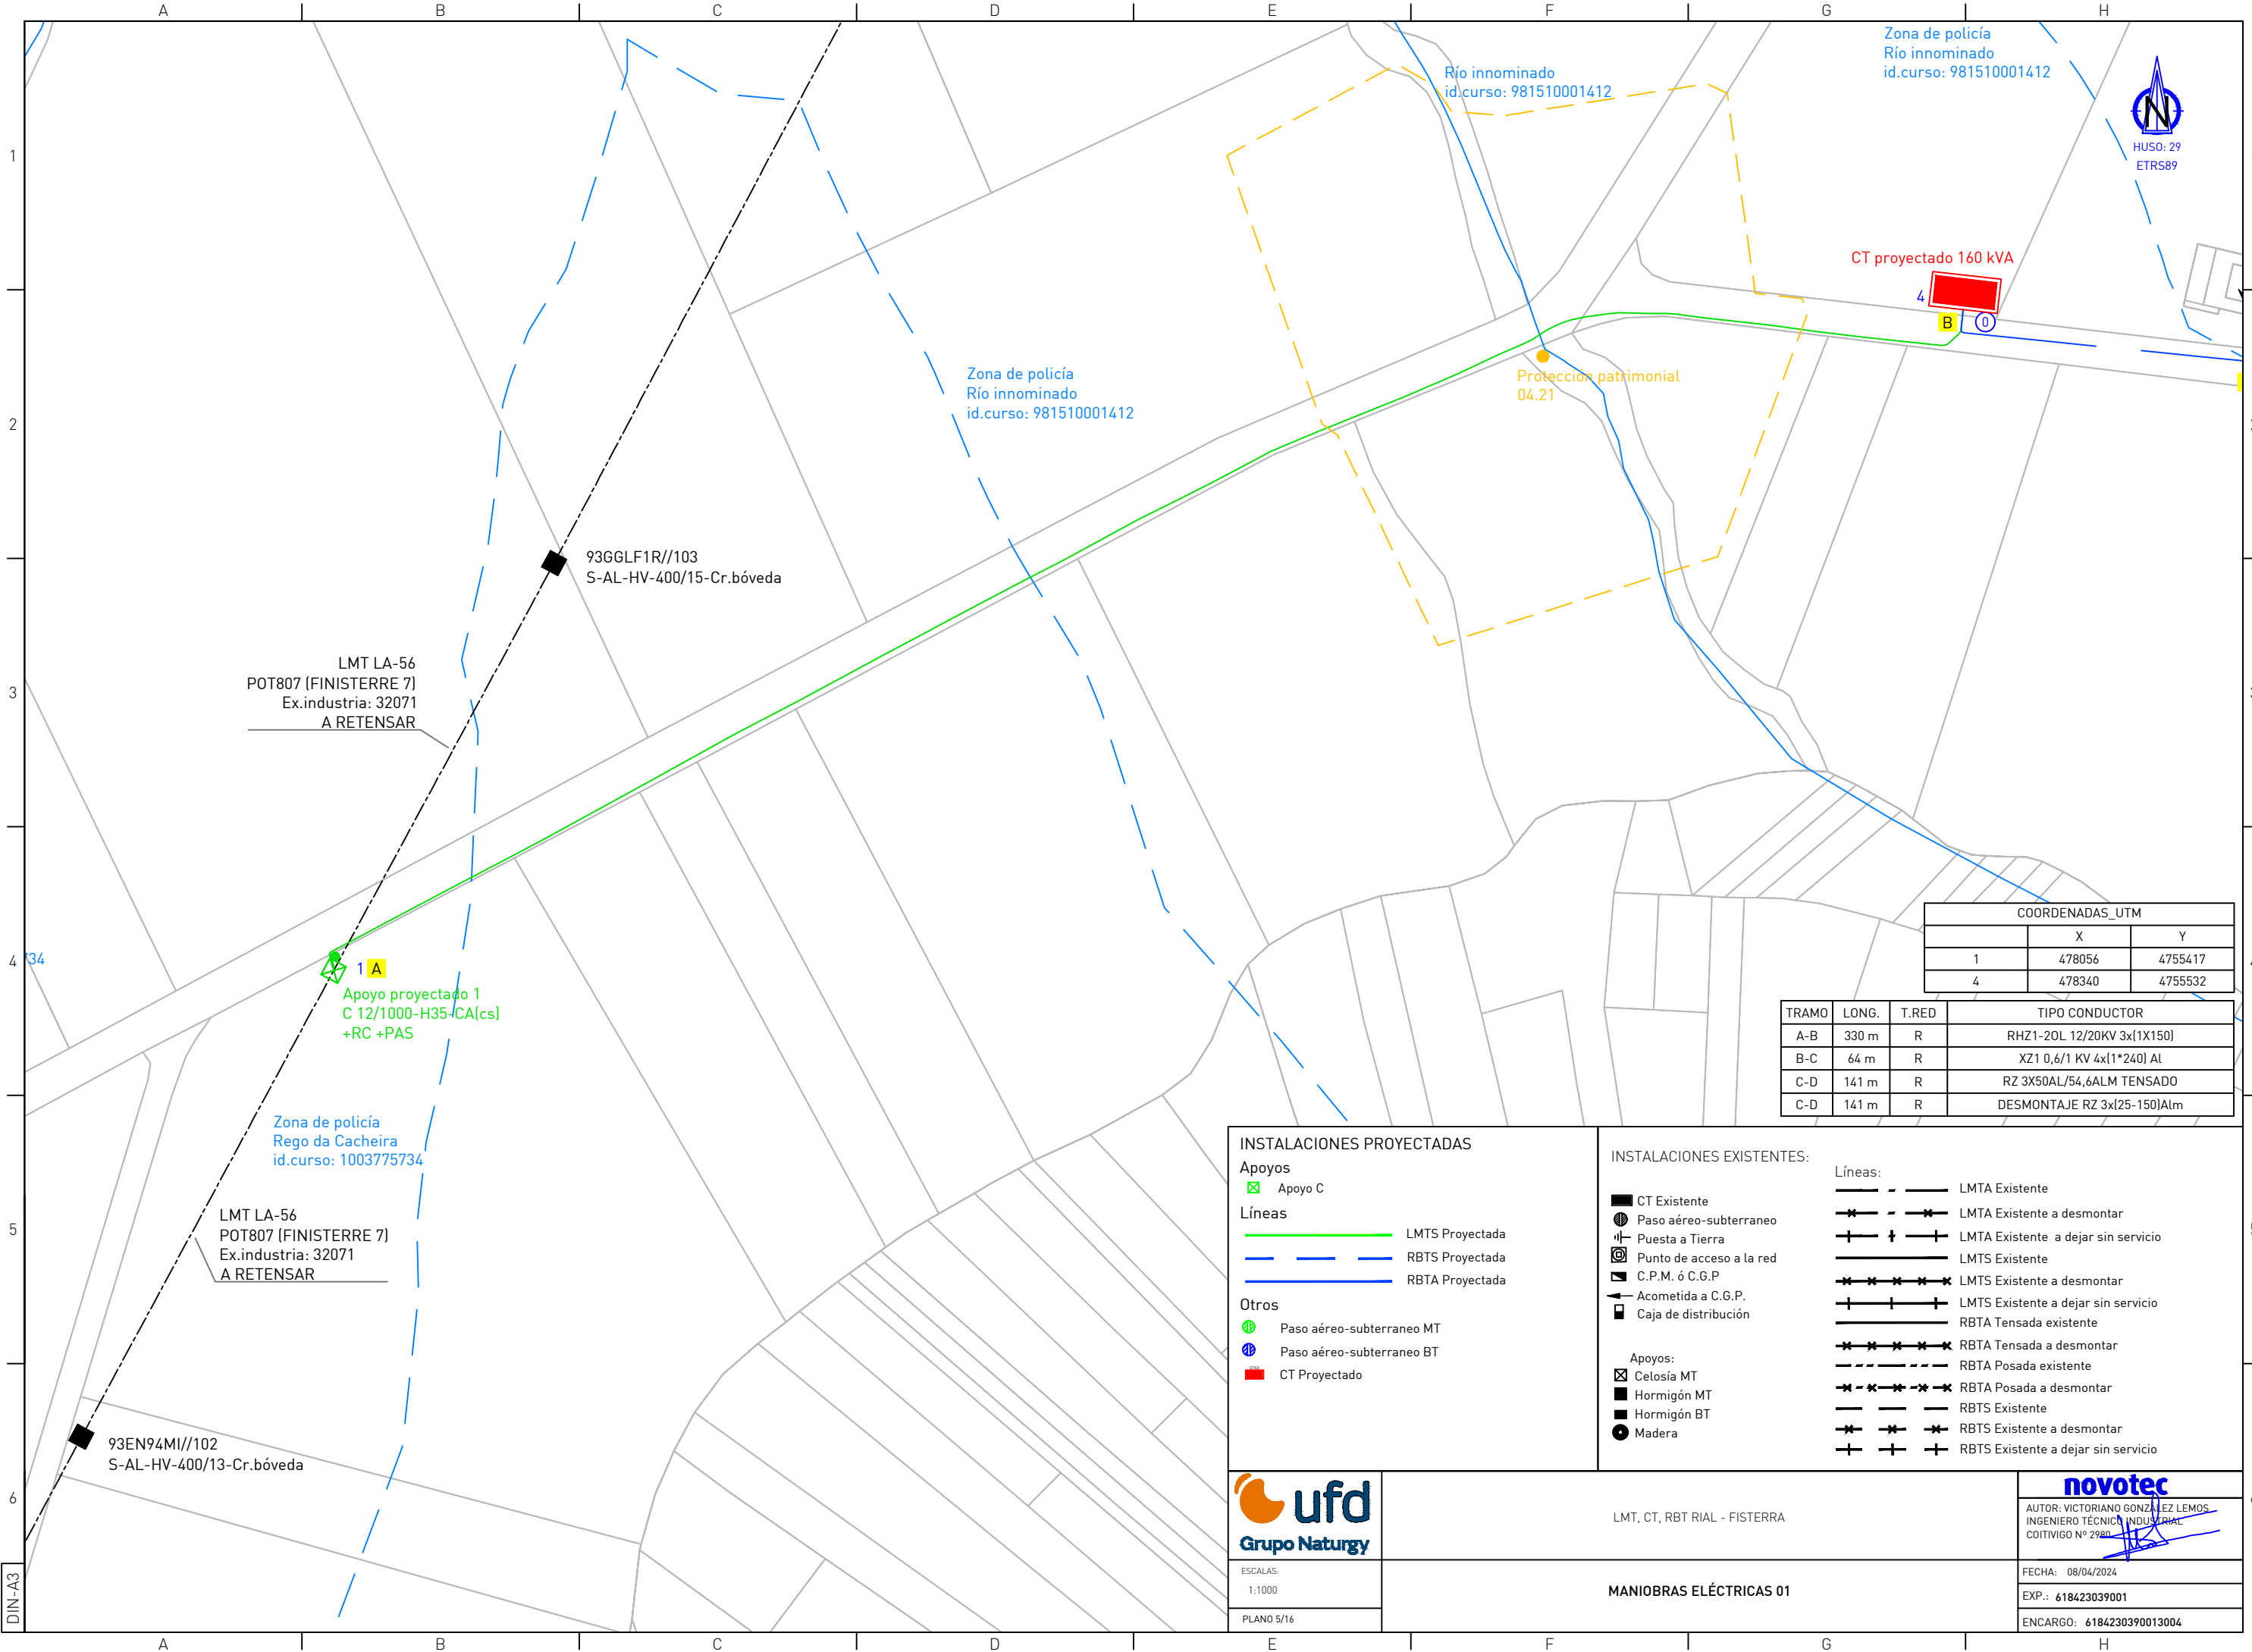 A B C D E F G H
Zona de policía
Río innominado
id.curso: 981510001412
Río innominado
id.curso: 981510001412
N
HUSO: 29
ETRS89
1
CT proyectado 160 kVA
4
B
0
Zona de policía
Río innominado
id.curso: 981510001412
Protección patrimonial
04.21
2
93GGLF1R//103
S-AL-HV-400/15-Cr.bóveda
LMT LA-56
POT807 (FINISTERRE 7)
Ex.industria: 32071
A RETENSAR
3
4
734
1 A
Apoyo proyectado 1
C 12/1000-H35-CA(cs)
+RC +PAS
Zona de policía
Rego da Cacheira
id.curso: 1003775734
LMT LA-56
POT807 (FINISTERRE 7)
Ex.industria: 32071
A RETENSAR
5
93EN94MI//102
S-AL-HV-400/13-Cr.bóveda
6
DIN-A3
COORDENADAS_UTM
X Y
1 478056 4755417
4 478340 4755532
TRAMO LONG. T.RED TIPO CONDUCTOR
A-B 330 m R RHZ1-2OL 12/20KV 3x(1X150)
B-C 64 m R XZ1 0,6/1 KV 4x(1*240) Al
C-D 141 m R RZ 3X50AL/54,6ALM TENSADO
C-D 141 m R DESMONTAJE RZ 3x(25-150)Alm
INSTALACIONES PROYECTADAS
Apoyos
Apoyo C
Líneas
LMTS Proyectada
RBTS Proyectada
RBTA Proyectada
Otros
Paso aéreo-subterraneo MT
Paso aéreo-subterraneo BT
CT Proyectado
INSTALACIONES EXISTENTES:
CT Existente
Paso aéreo-subterraneo
Puesta a Tierra
Punto de acceso a la red
C.P.M. ó C.G.P
Acometida a C.G.P.
Caja de distribución
Apoyos:
Celosía MT
Hormigón MT
Hormigón BT
Madera
Líneas:
LMTA Existente
LMTA Existente a desmontar
LMTA Existente a dejar sin servicio
LMTS Existente
LMTS Existente a desmontar
LMTS Existente a dejar sin servicio
RBTA Tensada existente
RBTA Tensada a desmontar
RBTA Posada existente
RBTA Posada a desmontar
RBTS Existente
RBTS Existente a desmontar
RBTS Existente a dejar sin servicio
ufd
Grupo Naturgy
ESCALAS:
1:1000
PLANO 5/16
LMT, CT, RBT RIAL - FISTERRA
MANIOBRAS ELÉCTRICAS 01
novotec
AUTOR: VICTORIANO GONZÁLEZ LEMOS
INGENIERO TÉCNICO INDUSTRIAL
COITIVIGO Nº 2980
FECHA: 08/04/2024
EXP.: 618423039001
ENCARGO: 6184230390013004
A B C D E F G H